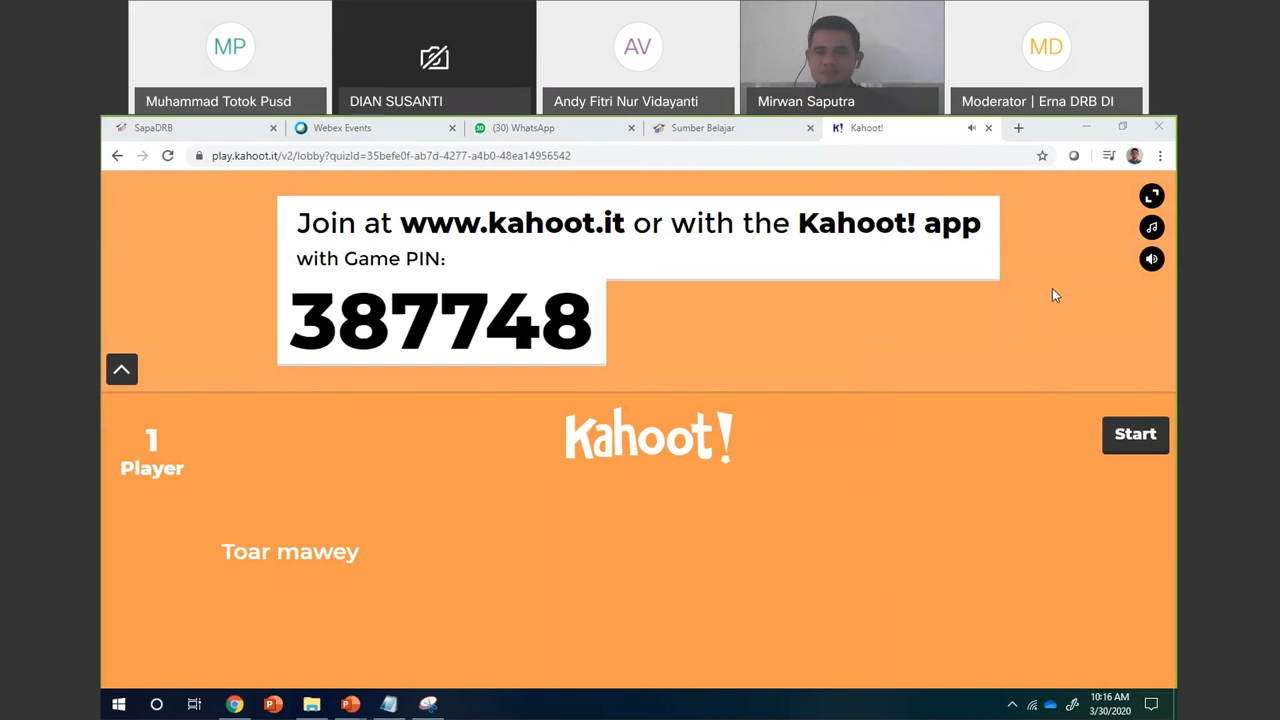 MP
AV
MD
Muhammad Totok Pusd
DIAN SUSANTI
Andy Fitri Nur Vidayanti
Mirwan Saputra
Moderator | Erna DRB DI
SapaDRB
Webex Events
(30) WhatsApp
Sumber Belajar
K!
Kahoot!
play.kahoot.it/v2/lobby?quizId=35befe0f-ab7d-4277-a4b0-48ea14956542
Join at www.kahoot.it or with the Kahoot! app
with Game PIN:
387748
Kahoot!
Start
1
Player
Toar mawey
10:16 AM
3/30/2020